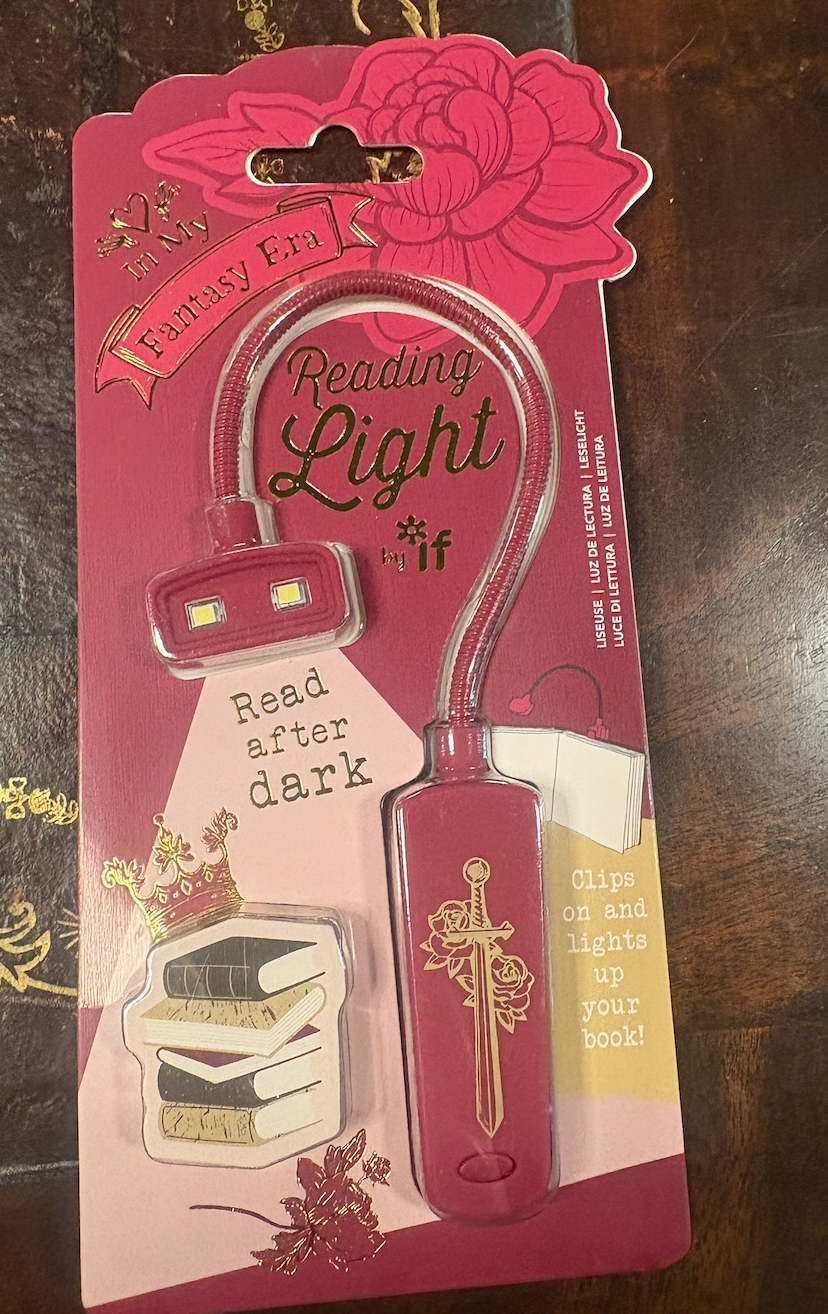 In My
Fantasy Era
Reading
Light
by if
LISEUSE | LUZ DE LECTURA | LESELICHT
LUCE DI LETTURA | LUZ DE LEITURA
Read
after
dark
Clips
on and
lights
up
your
book!